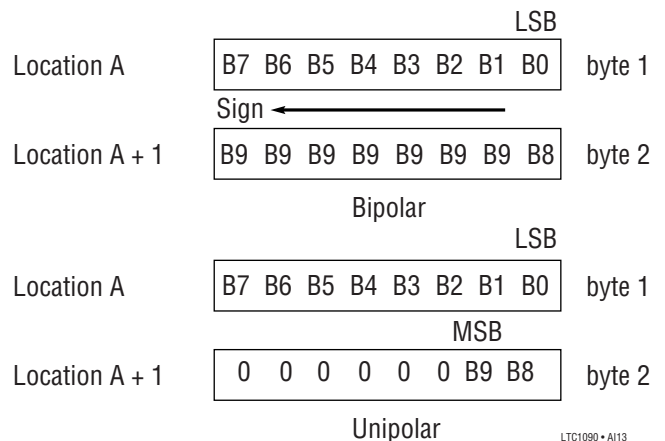 LSB
Location A B7 B6 B5 B4 B3 B2 B1 B0 byte 1
Sign
Location A + 1 B9 B9 B9 B9 B9 B9 B9 B8 byte 2
Bipolar
LSB
Location A B7 B6 B5 B4 B3 B2 B1 B0 byte 1
MSB
Location A + 1 0 0 0 0 0 0 B9 B8 byte 2
Unipolar
LTC1090 • AI13